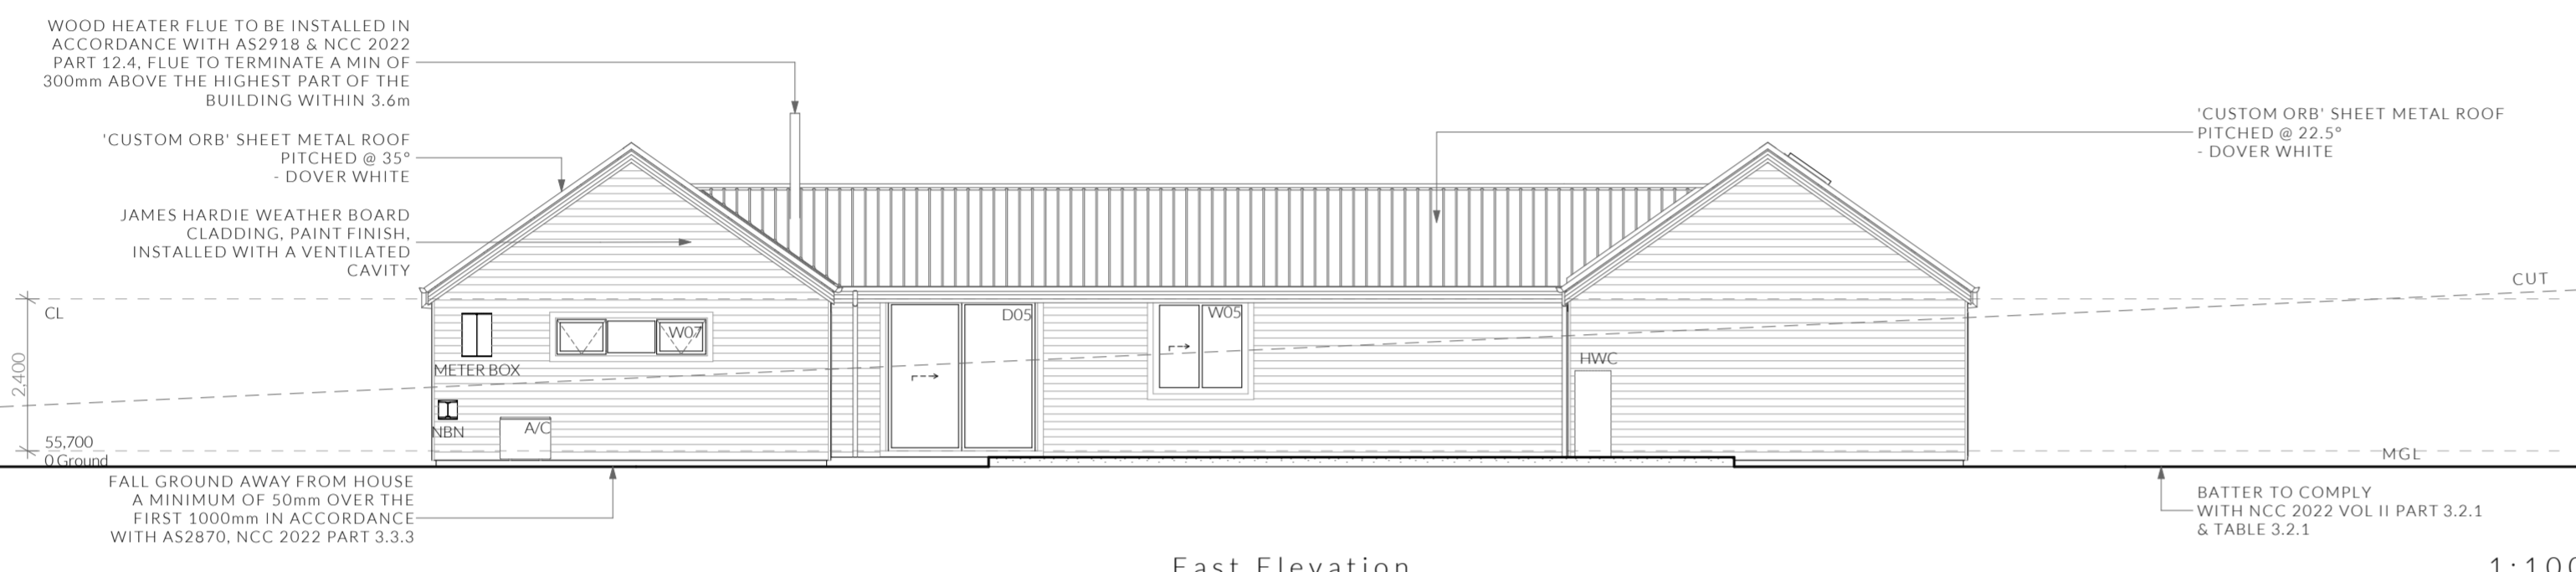 WOOD HEATER FLUE TO BE INSTALLED IN
ACCORDANCE WITH AS2918 & NCC 2022
PART 12.4, FLUE TO TERMINATE A MIN OF
300mm ABOVE THE HIGHEST PART OF THE
BUILDING WITHIN 3.6m
'CUSTOM ORB' SHEET METAL ROOF
PITCHED @ 35°
- DOVER WHITE
JAMES HARDIE WEATHER BOARD
CLADDING, PAINT FINISH,
INSTALLED WITH A VENTILATED
CAVITY
'CUSTOM ORB' SHEET METAL ROOF
PITCHED @ 22.5°
- DOVER WHITE
CUT
CL
2,400
55,700
0 Ground
METER BOX
NBN
A/C
W07
D05
W05
HWC
MGL
FALL GROUND AWAY FROM HOUSE
A MINIMUM OF 50mm OVER THE
FIRST 1000mm IN ACCORDANCE
WITH AS2870, NCC 2022 PART 3.3.3
BATTER TO COMPLY
WITH NCC 2022 VOL II PART 3.2.1
& TABLE 3.2.1
East Elevation
1:100